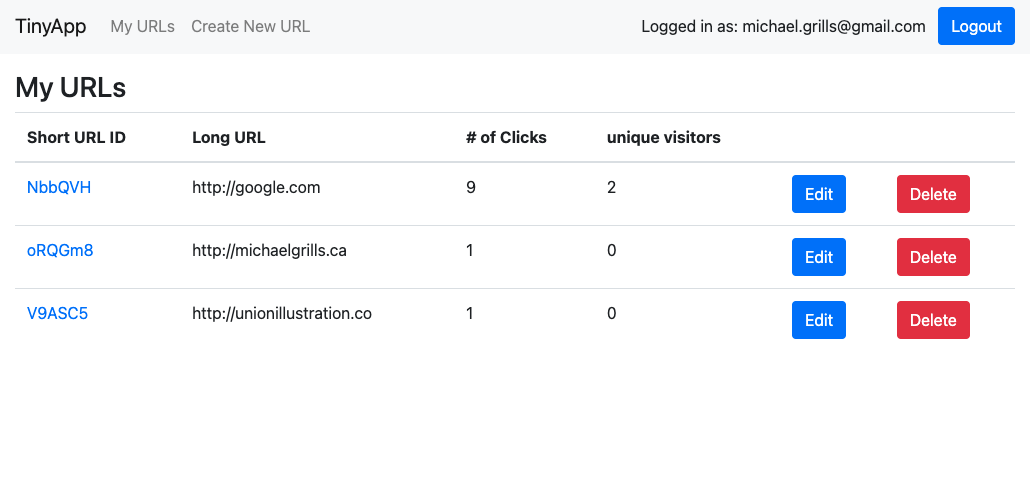 TinyApp My URLs Create New URL Logged in as: michael.grills@gmail.com Logout
My URLs
Short URL ID Long URL # of Clicks unique visitors
NbbQVH http://google.com 9 2 Edit Delete
oRQGm8 http://michaelgrills.ca 1 0 Edit Delete
V9ASC5 http://unionillustration.co 1 0 Edit Delete